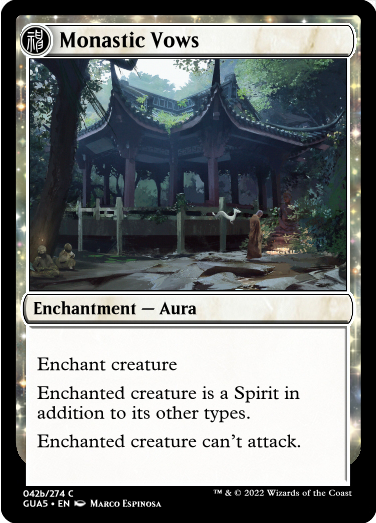 Monastic Vows
Enchantment — Aura
Enchant creature
Enchanted creature is a Spirit in
addition to its other types.
Enchanted creature can't attack.
042b/274 C
GUA5 • EN Marco Espinosa
™ & © 2022 Wizards of the Coast